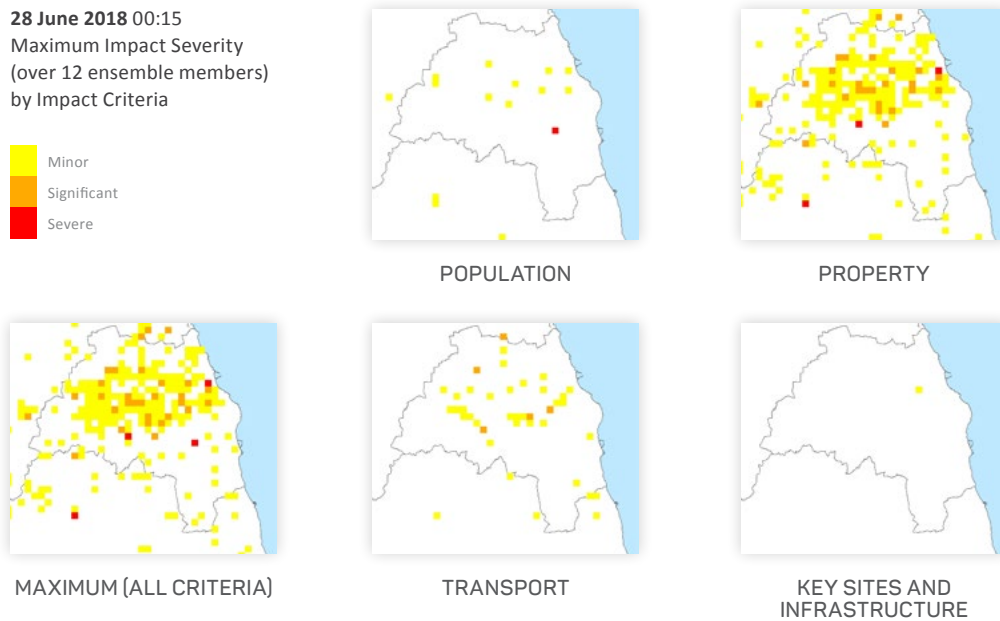 28 June 2018 00:15
Maximum Impact Severity
(over 12 ensemble members)
by Impact Criteria
Minor
Significant
Severe
POPULATION
PROPERTY
MAXIMUM (ALL CRITERIA)
TRANSPORT
KEY SITES AND
INFRASTRUCTURE